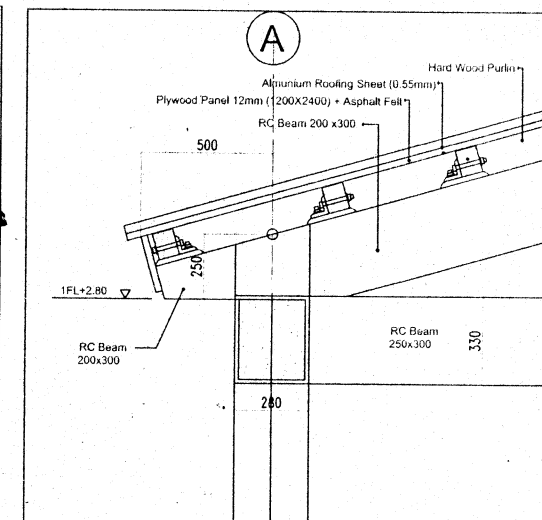 A
Hard Wood Purlin
Almunium Roofing Sheet (0.55mm)
Plywood Panel 12mm (1200X2400) + Asphalt Felt
RC Beam 200 x300
500
250
1FL+2.80
RC Beam
200x300
RC Beam
250x300
330
280